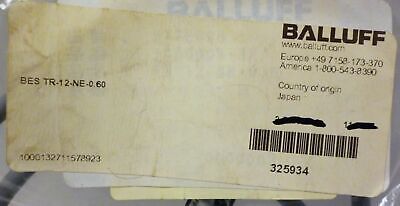 BALLUFF
www.balluff.com
Europe +49 7158-173-370
America 1-800-543-8390
BES TR-12-NE-0.60
Country of origin
Japan
325934
1000132711578923